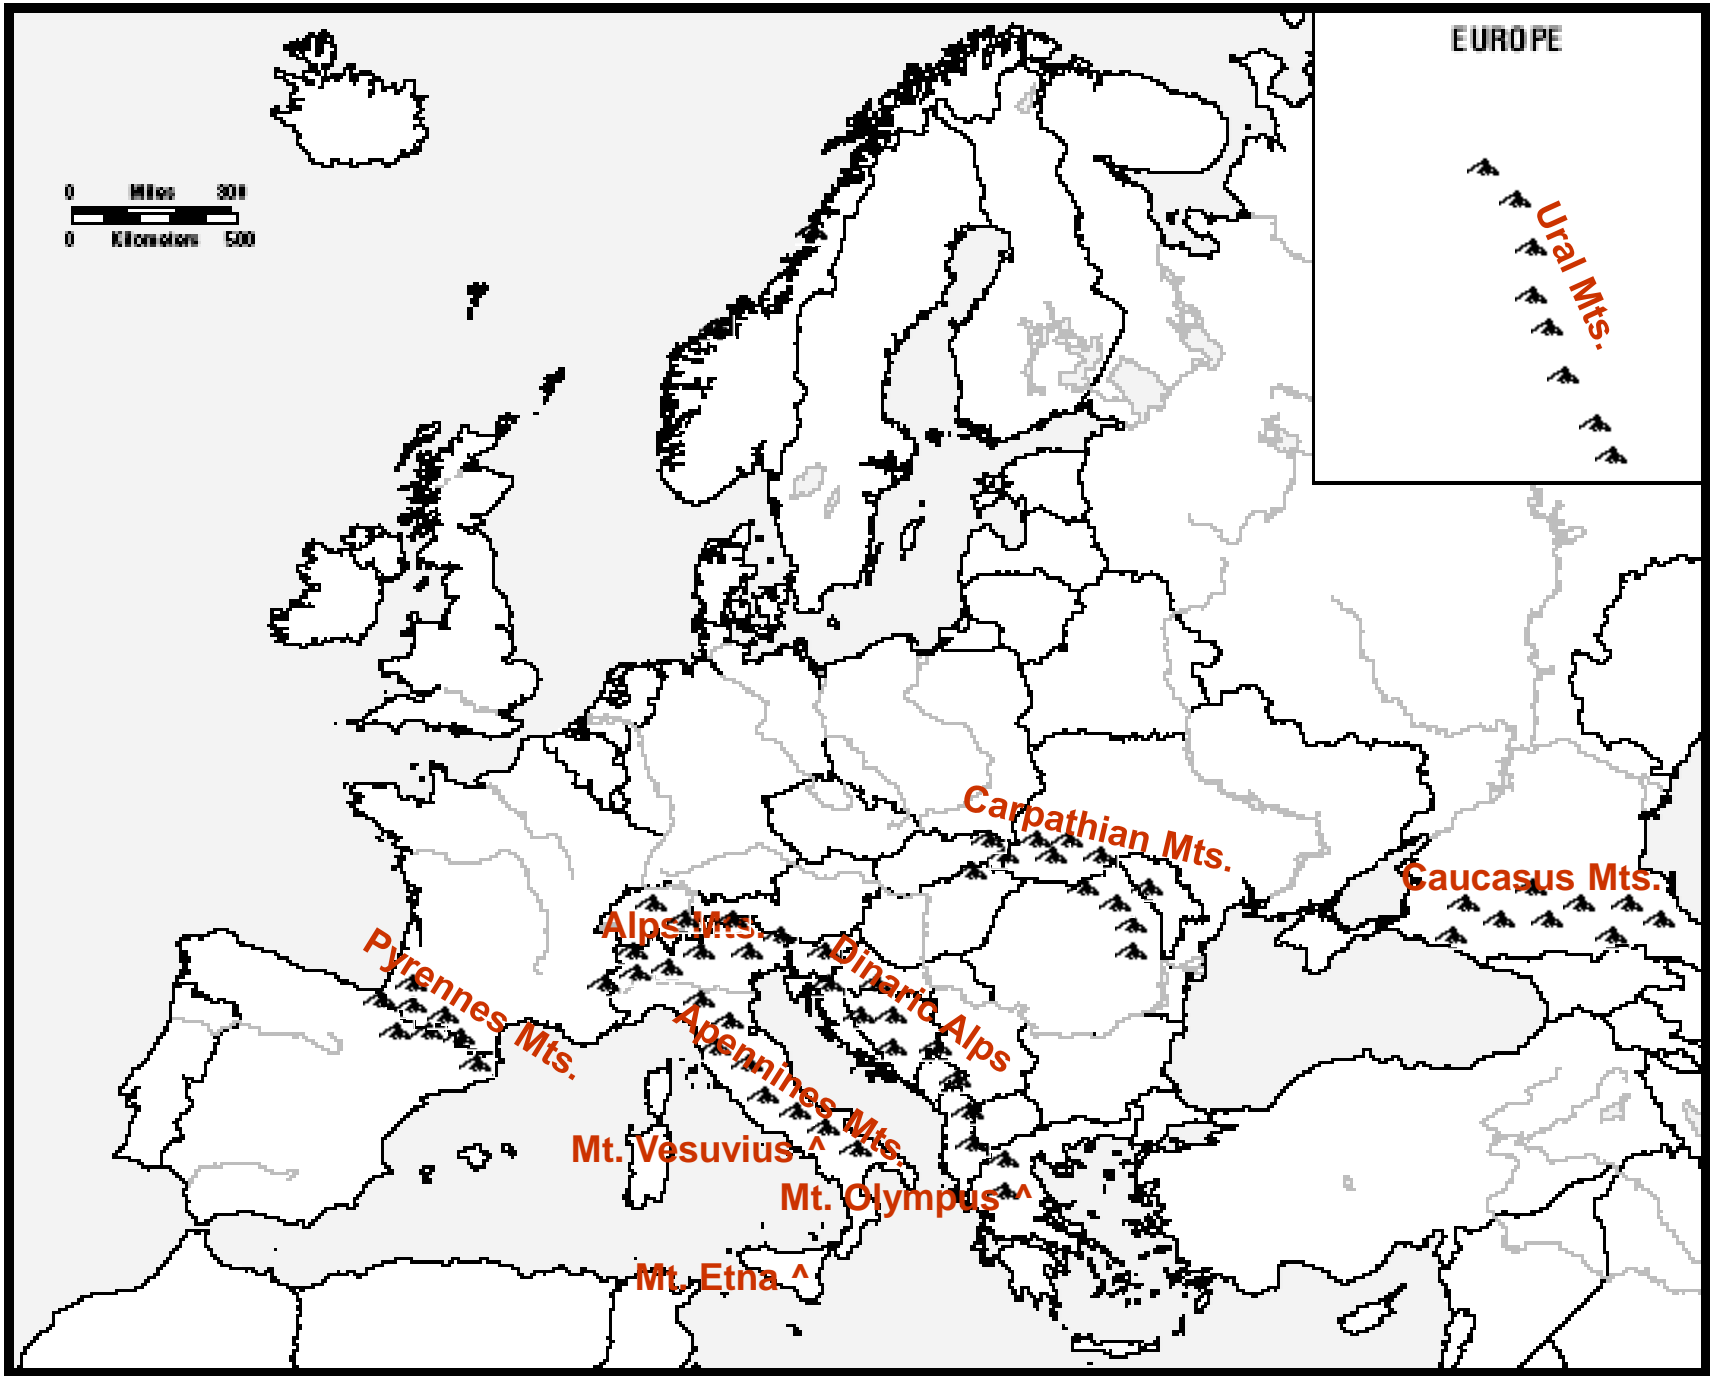 EUROPE
0 Miles 300
0 Kilometers 500
Ural Mts.
Carpathian Mts.
Caucasus Mts.
Alps Mts.
Pyrennes Mts.
Dinaric Alps
Apennines Mts.
Mt. Vesuvius ^
Mt. Olympus ^
Mt. Etna ^